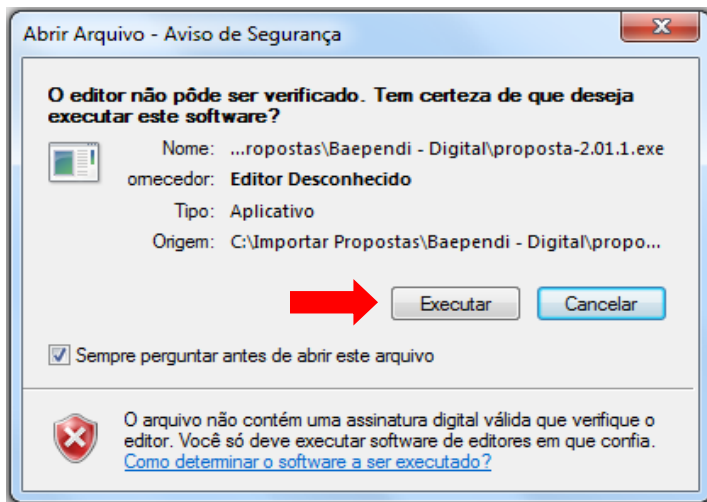 Abrir Arquivo - Aviso de Segurança
O editor não pôde ser verificado. Tem certeza de que deseja
executar este software?
Nome: ...ropostas\Baependi - Digital\proposta-2.01.1.exe
omecedor: Editor Desconhecido
Tipo: Aplicativo
Origem: C:\Importar Propostas\Baependi - Digital\propo...
Executar Cancelar
Sempre perguntar antes de abrir este arquivo
O arquivo não contém uma assinatura digital válida que verifique o
editor. Você só deve executar software de editores em que confia.
Como determinar o software a ser executado?